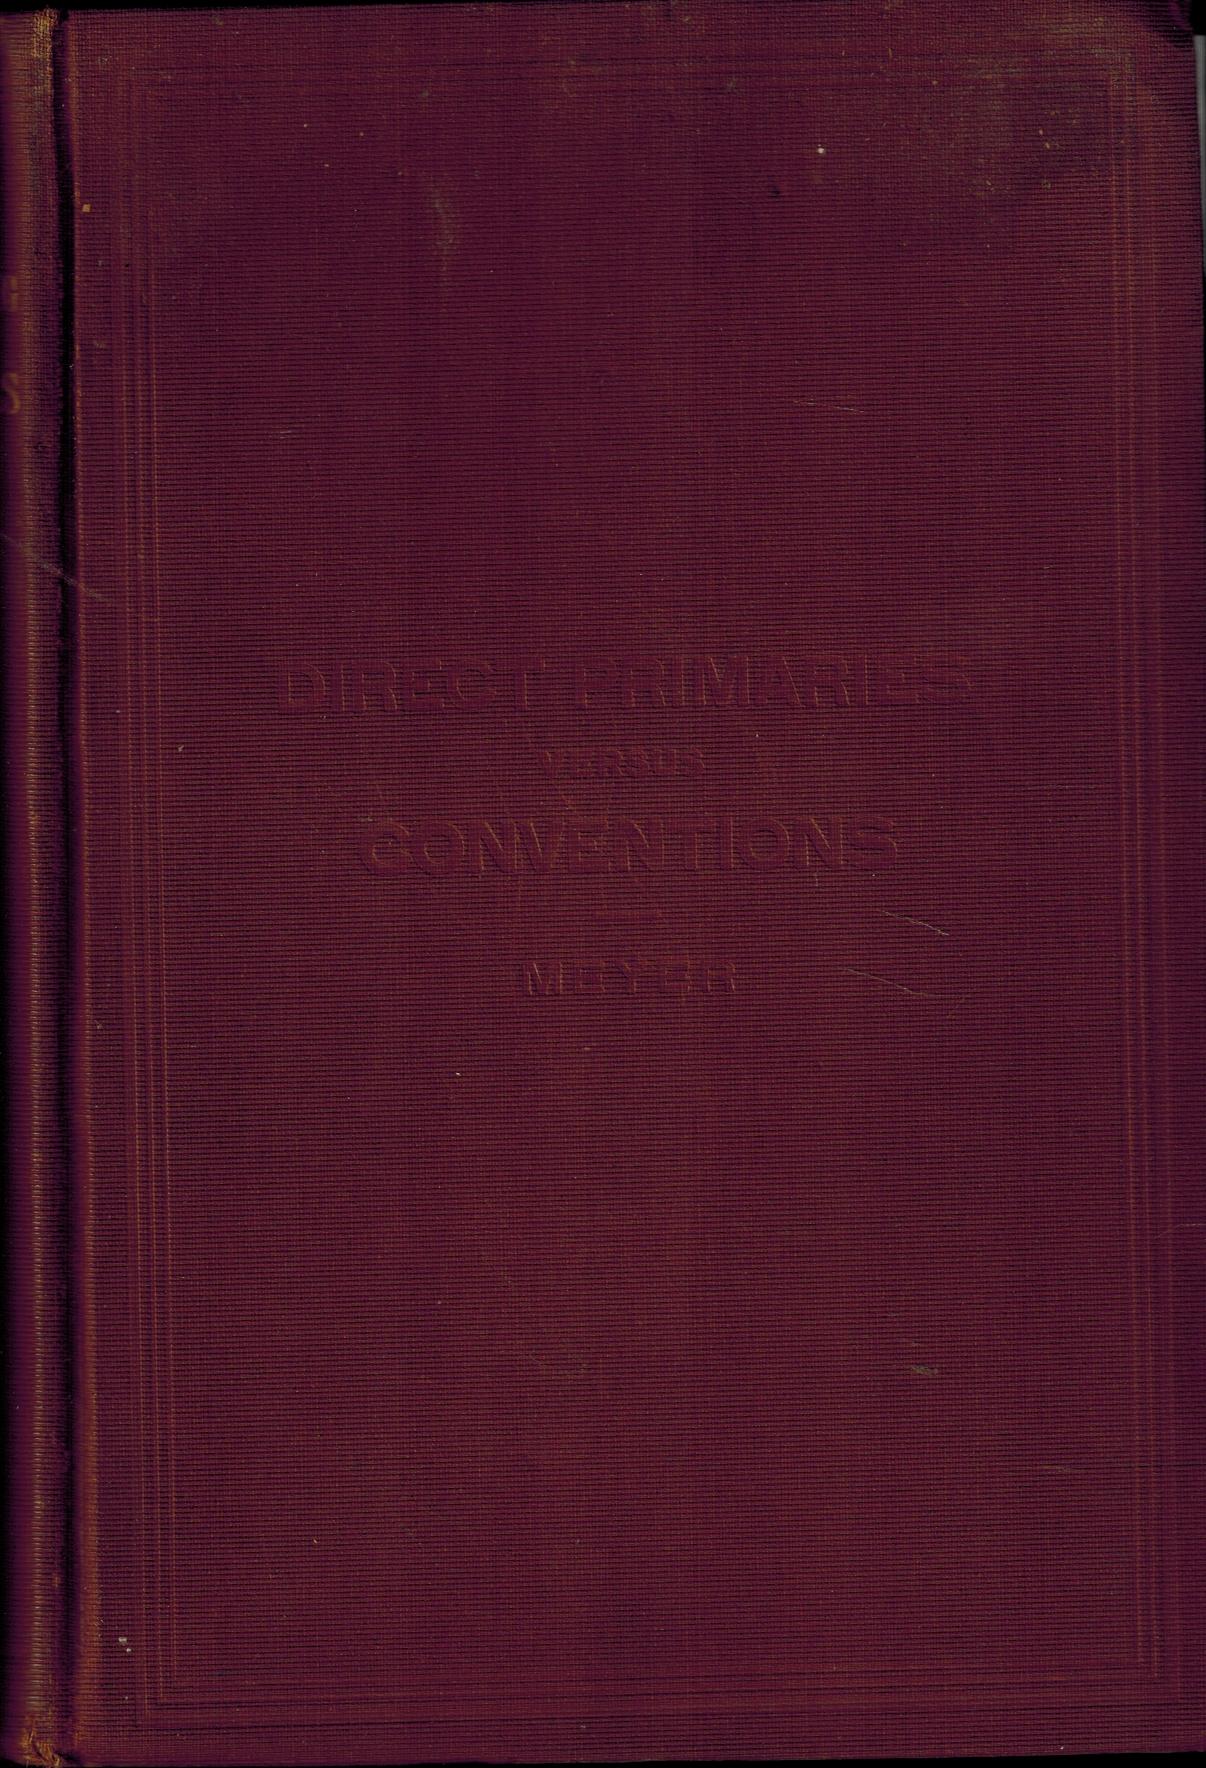 DIRECT PRIMARIES
VERSUS
CONVENTIONS
MEYER